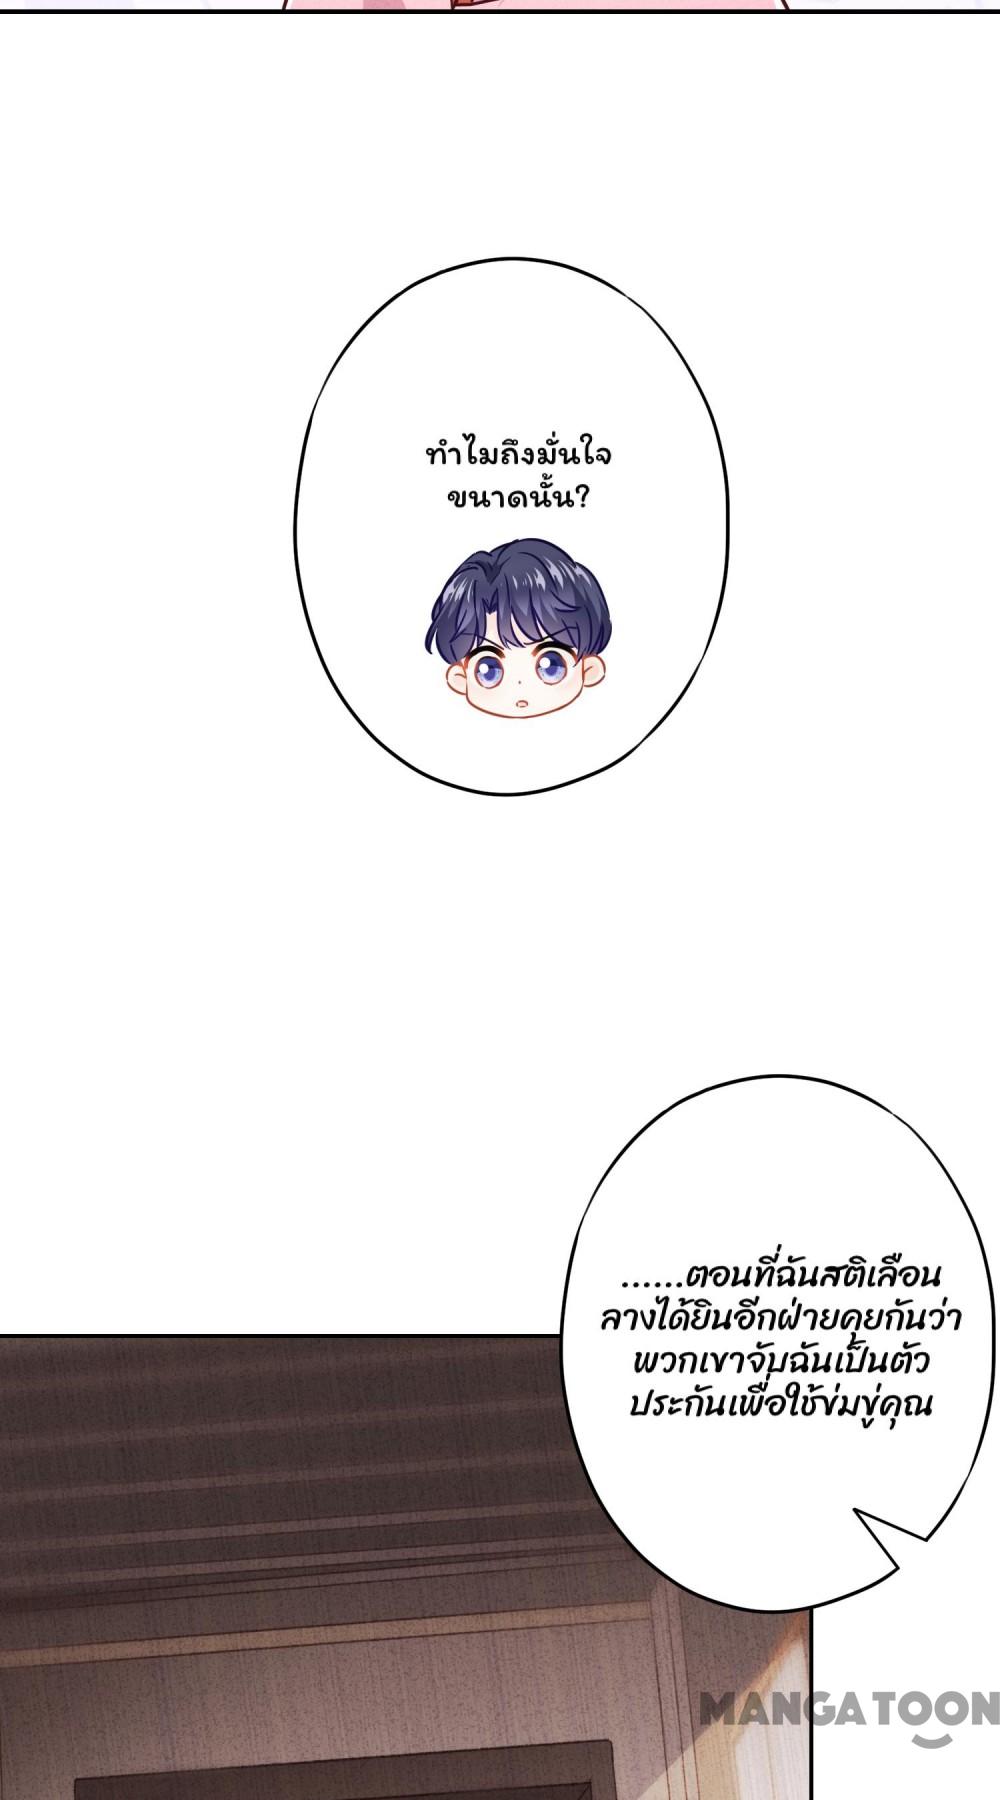 ทำไมถึงมั่นใจ
ขนาดนั้น?
......ตอนที่ฉันสติเลือน
ลางได้ยินอีกฝ่ายคุยกันว่า
พวกเขาจับฉันเป็นตัว
ประกันเพื่อใช้ข่มขู่คุณ
MANGATOON